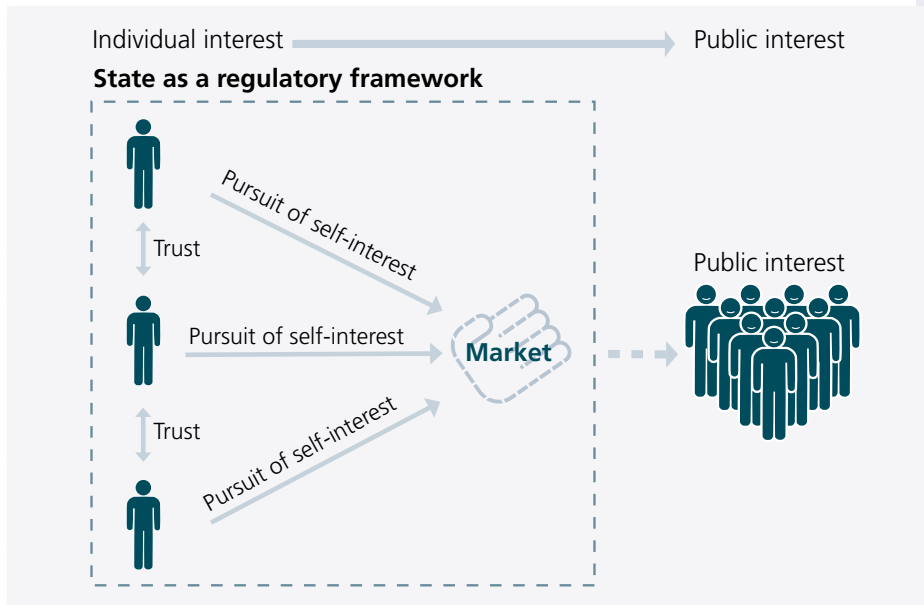 Individual interest
Public interest
State as a regulatory framework
Pursuit of self-interest
Trust
Public interest
Pursuit of self-interest
Market
Trust
Pursuit of self-interest